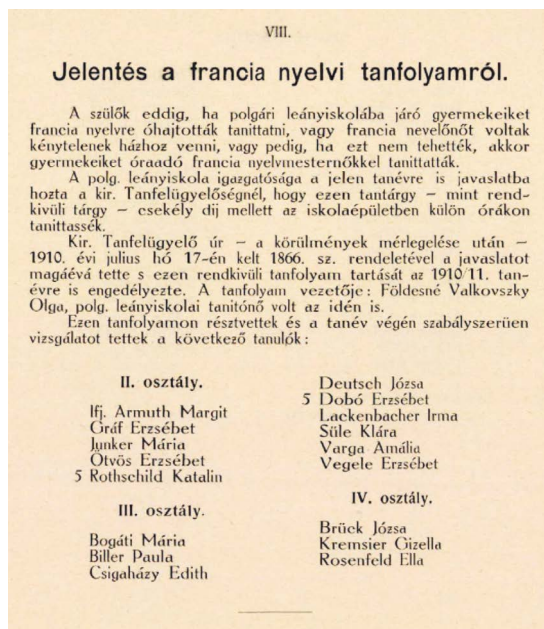 VIII.
Jelentés a francia nyelvi tanfolyamról.
A szülők eddig, ha polgári leányiskolába járó gyermekeiket
francia nyelvre óhajtották tanittatni, vagy francia nevelőnőt voltak
kénytelenek házhoz venni, vagy pedig, ha ezt nem tehették, akkor
gyermekeiket óraadó francia nyelvmesternőkkel tanittatták.
A polg. leányiskola igazgatósága a jelen tanévre is javaslatba
hozta a kir. Tanfelügyelőségnél, hogy ezen tantárgy — mint rend-
kivüli tárgy — csekély dij mellett az iskolaépületben külön órákon
tanittassék.
Kir. Tanfelügyelő úr — a körülmények mérlegelése után —
1910. évi julius hó 17-én kelt 1866. sz. rendeletével a javaslatot
magáévá tette s ezen rendkivüli tanfolyam tartását az 1910/11. tan-
évre is engedélyezte. A tanfolyam vezetője: Földesné Valkovszky
Olga, polg. leányiskolai tanitónő volt az idén is.
Ezen tanfolyamon résztvettek és a tanév végén szabályszerüen
vizsgálatot tettek a következő tanulók:
II. osztály.
Ifj. Armuth Margit
Gráf Erzsébet
Junker Mária
Ötvös Erzsébet
5 Rothschild Katalin
III. osztály.
Bogáti Mária
Biller Paula
Csigaházy Edith
Deutsch Józsa
5 Dobó Erzsébet
Lackenbacher Irma
Süle Klára
Varga Amália
Vegele Erzsébet
IV. osztály.
Brück Józsa
Kremsier Gizella
Rosenfeld Ella